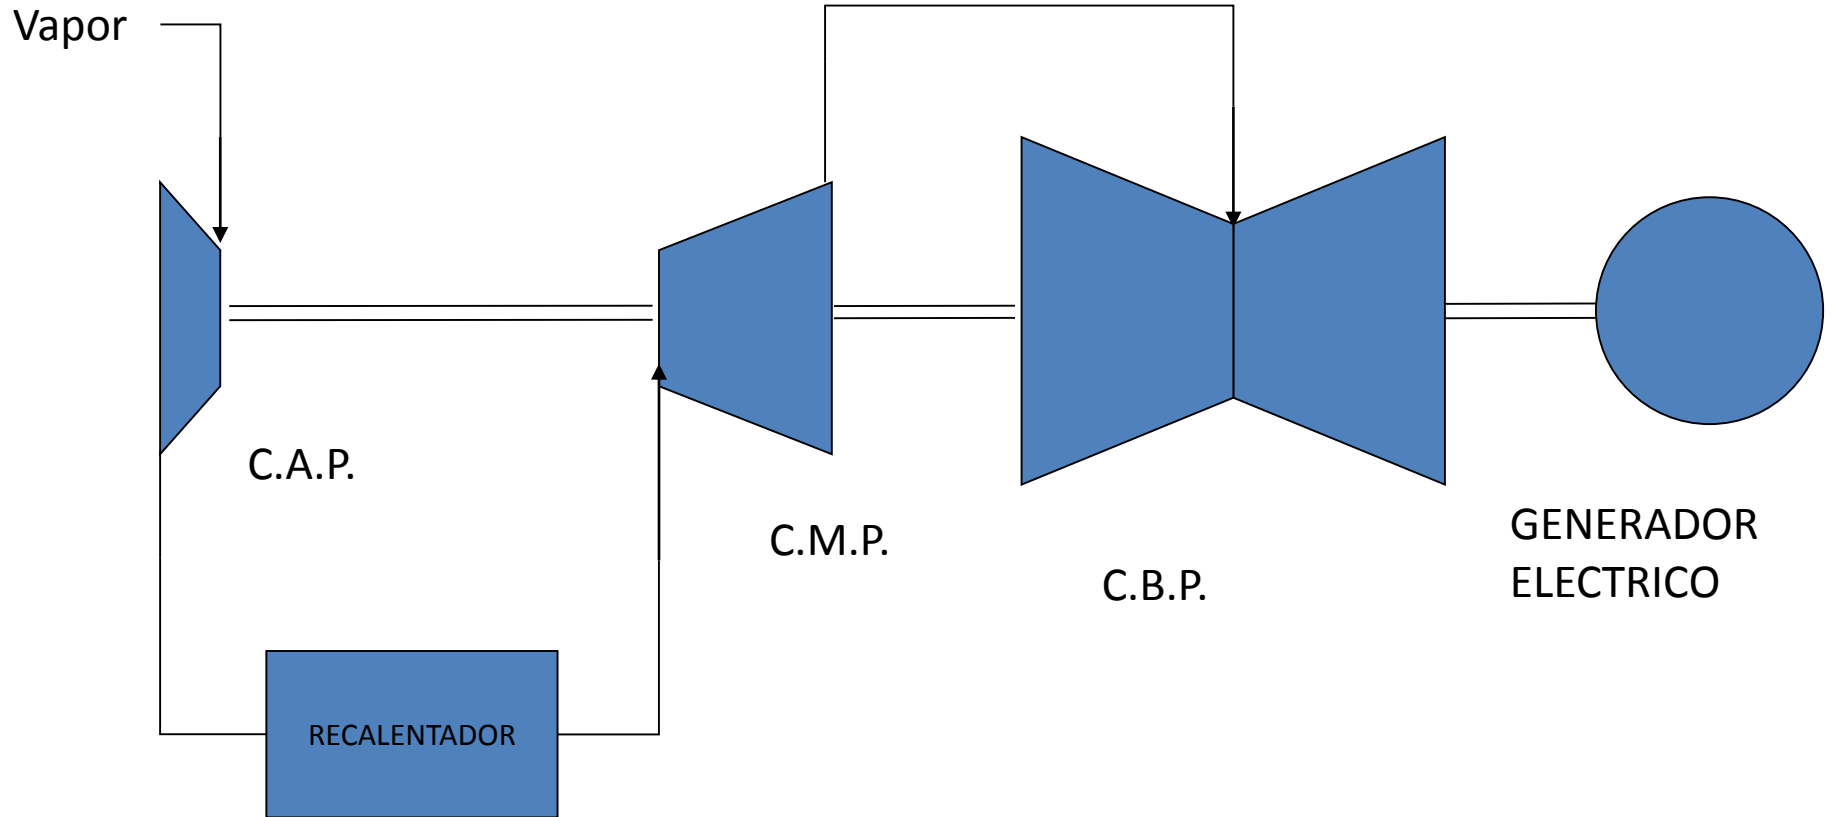 Vapor
C.A.P.
C.M.P.
C.B.P.
GENERADOR
ELECTRICO
RECALENTADOR